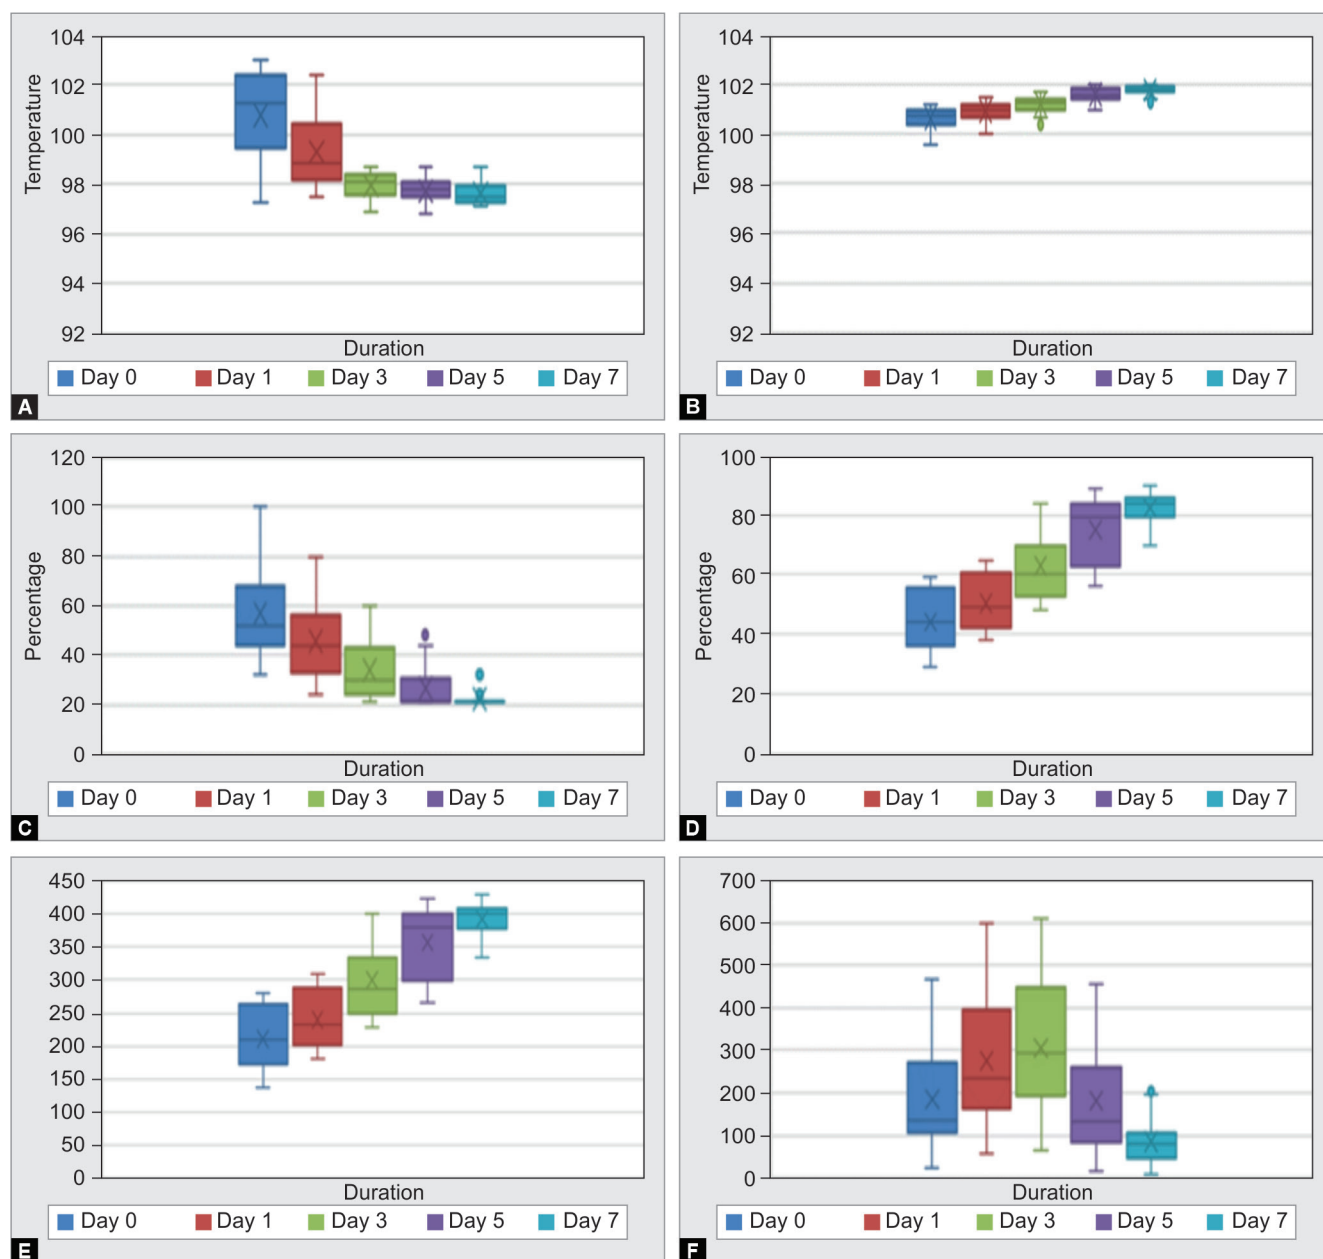 104
102
100
98
96
94
92
Temperature
Duration
Day 0 Day 1 Day 3 Day 5 Day 7
A
104
102
100
98
96
94
92
Temperature
Duration
Day 0 Day 1 Day 3 Day 5 Day 7
B
120
100
80
60
40
20
0
Percentage
Duration
Day 0 Day 1 Day 3 Day 5 Day 7
C
100
80
60
40
20
0
Percentage
Duration
Day 0 Day 1 Day 3 Day 5 Day 7
D
450
400
350
300
250
200
150
100
50
0
Duration
Day 0 Day 1 Day 3 Day 5 Day 7
E
700
600
500
400
300
200
100
0
Duration
Day 0 Day 1 Day 3 Day 5 Day 7
F